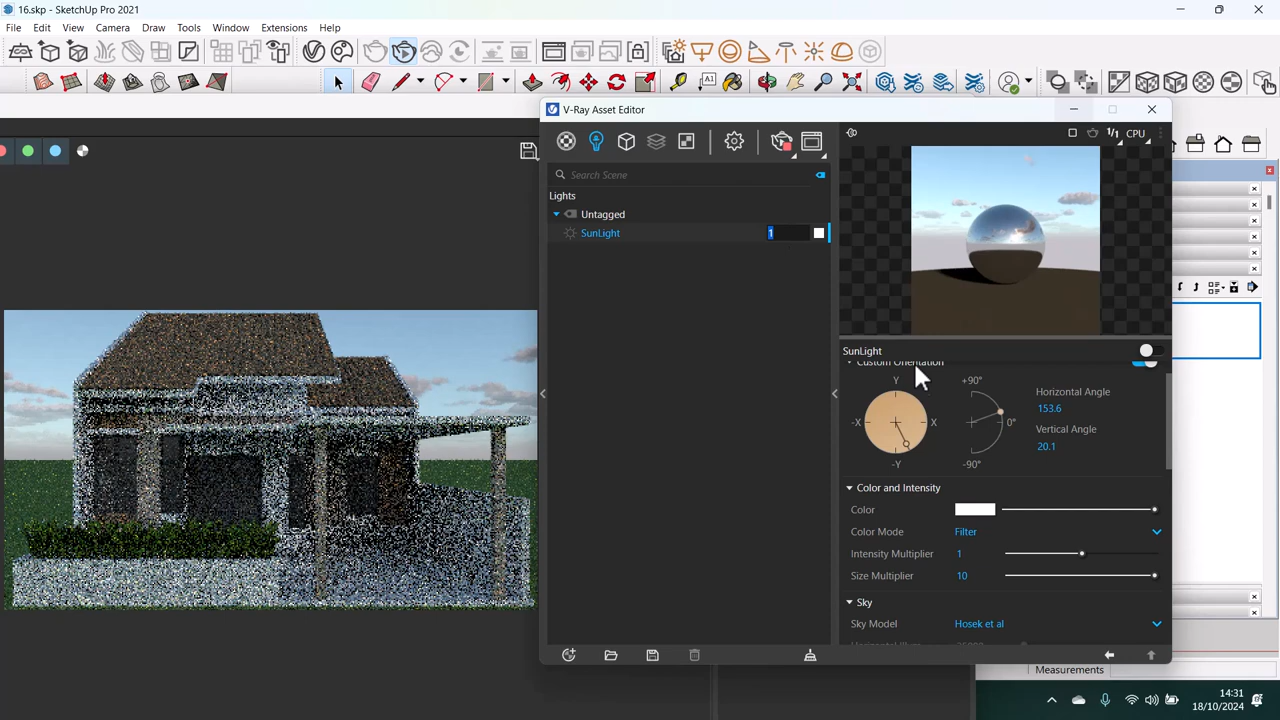 16.skp - SketchUp Pro 2021
File Edit View Camera Draw Tools Window Extensions Help
V-Ray Asset Editor
1/1 CPU
Search Scene
Lights
Untagged
SunLight 1
SunLight
Custom Orientation
Y +90°
-X X 0°
-Y -90°
Horizontal Angle
153.6
Vertical Angle
20.1
Color and Intensity
Color
Color Mode Filter
Intensity Multiplier 1
Size Multiplier 10
Sky
Sky Model Hosek et al
Measurements
14:31
18/10/2024